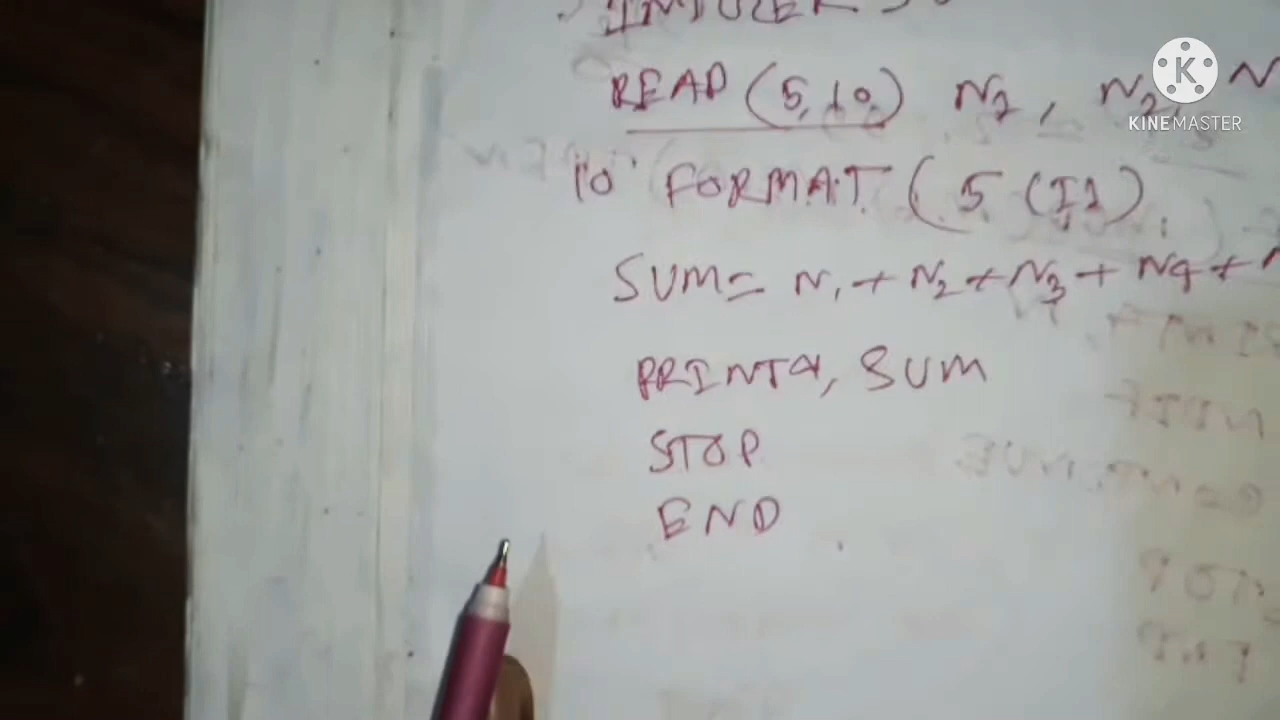 READ (5,10) N1, N2, N
10 FORMAT (5 (I1)
SUM= N1+N2+N3+N4+
PRINT*, SUM
STOP
END
K
KINEMASTER